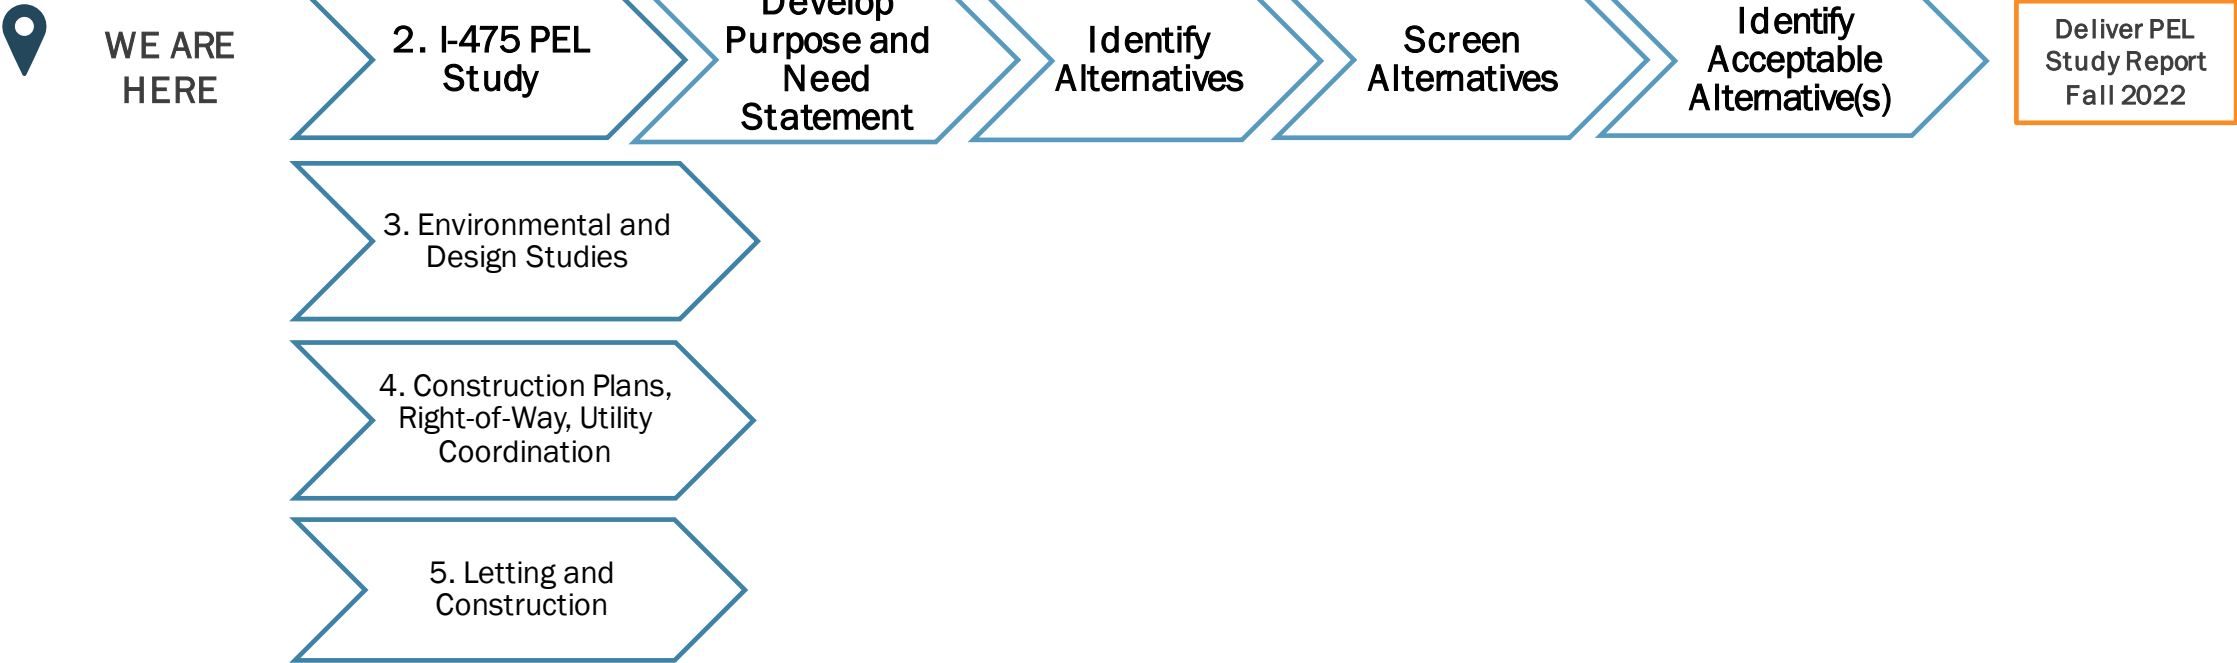 WE ARE
HERE
2. I-475 PEL
Study
Develop
Purpose and
Need
Statement
Identify
Alternatives
Screen
Alternatives
Identify
Acceptable
Alternative(s)
Deliver PEL
Study Report
Fall 2022
3. Environmental and
Design Studies
4. Construction Plans,
Right-of-Way, Utility
Coordination
5. Letting and
Construction